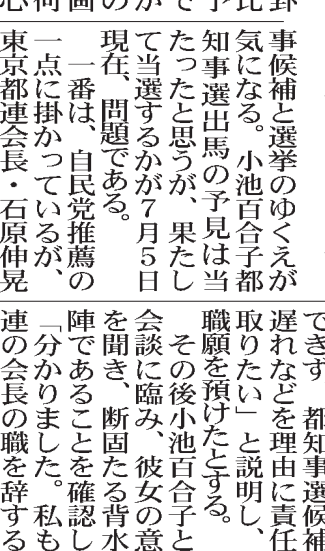 事候補と選挙のゆくえが
気になる。小池百合子都
知事選出馬の予見は当
たったと思うが、果たし
て当選するかが7月5日
現在、問題である。
一番は、自民党推薦の
一点に掛かっているが、
東京都連会長・石原伸晃
できず 都知事選候補
遅れなどを理由に責任
取りたい」と説明し、
職願を預けたとする。
その後小池百合子と
会談に臨み、彼女の意
を聞き、断固たる背水
陣であることを確認し
「分かりました。私も
連の会長の職を辞する